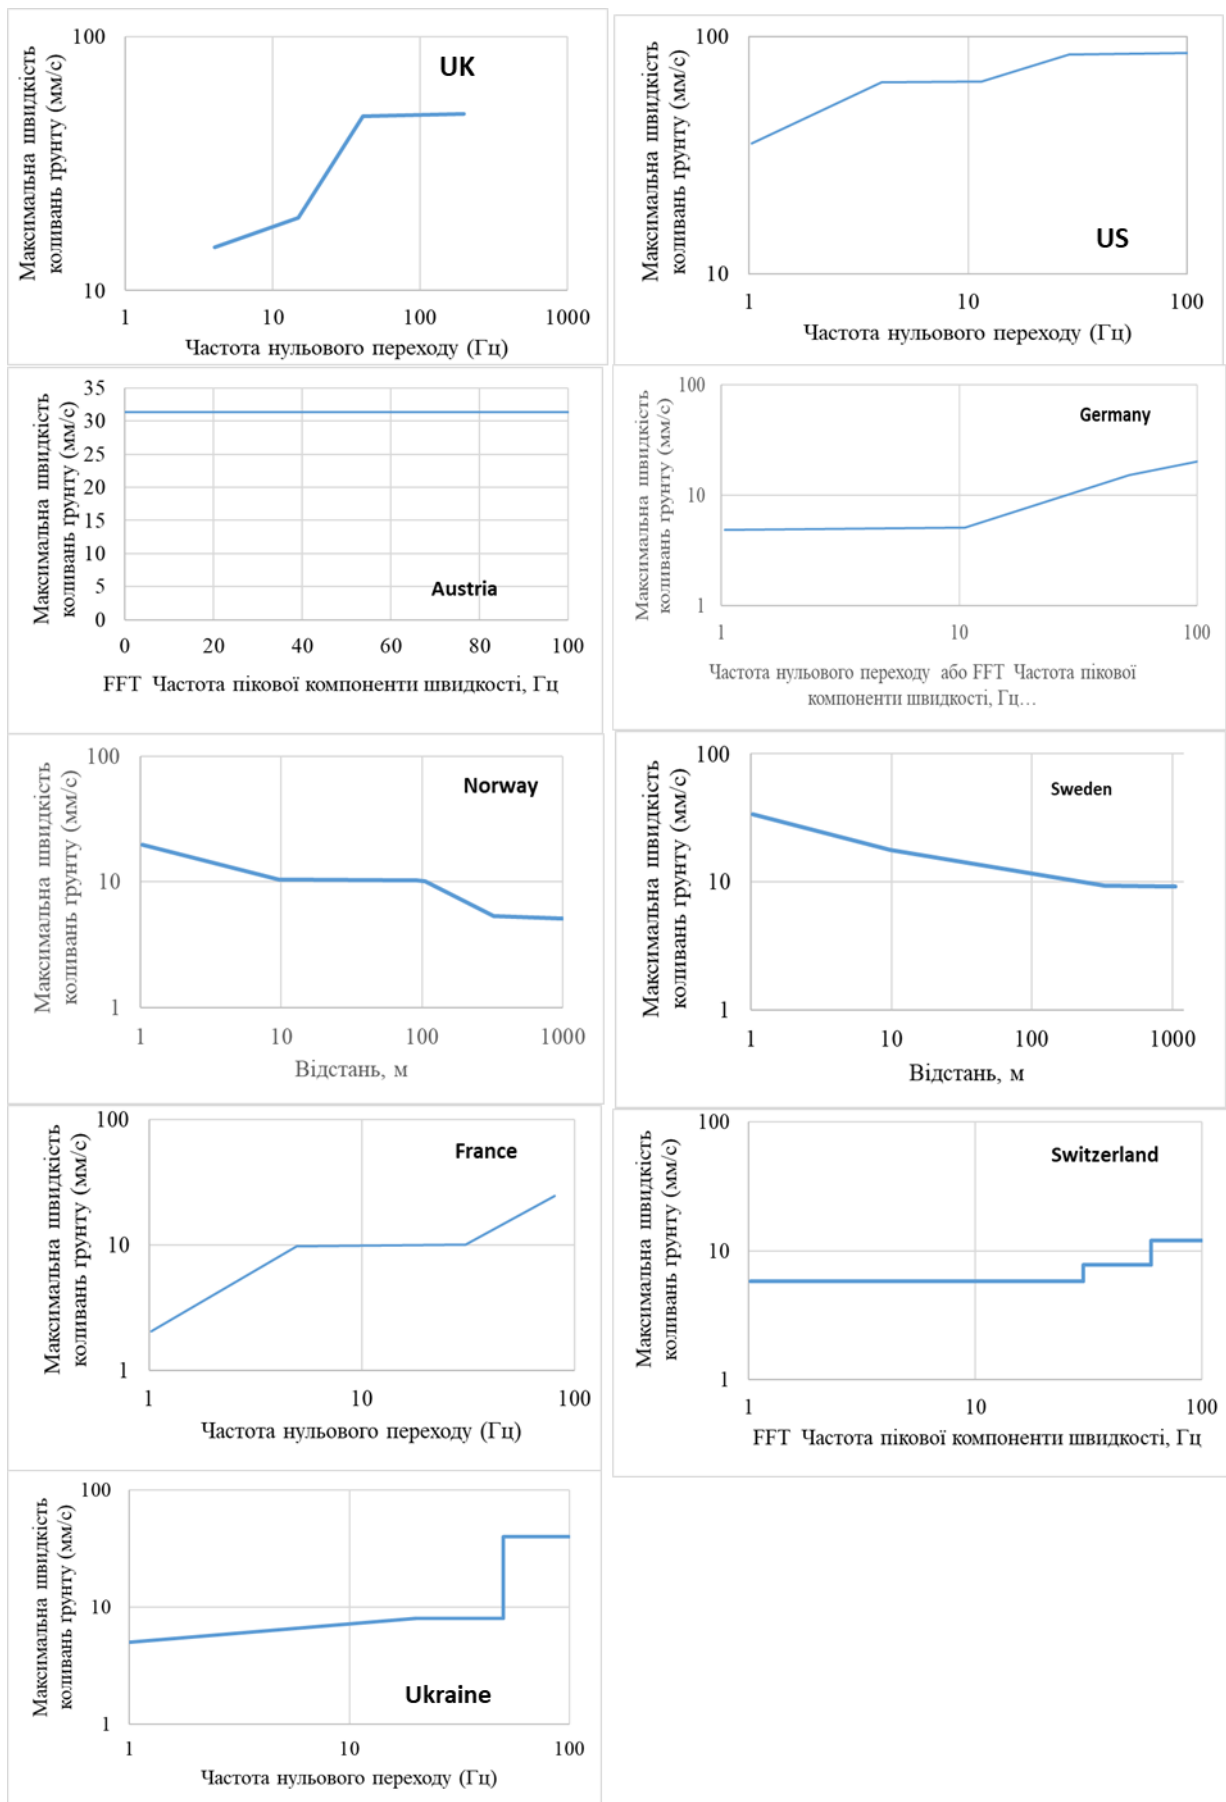 Максимальна швидкість
коливань грунту (мм/с)
100
10
UK
1
10
100
1000
Частота нульового переходу (Гц)
Максимальна швидкість
коливань грунту (мм/с)
100
10
US
1
10
100
Частота нульового переходу (Гц)
Максимальна швидкість
коливань грунту (мм/с)
35
30
25
20
15
10
5
0
Austria
0
20
40
60
80
100
FFT Частота пікової компоненти швидкості, Гц
Максимальна швидкість
коливань грунту (мм/с)
100
10
1
Germany
1
10
100
Частота нульового переходу або FFT Частота пікової
компоненти швидкості, Гц…
Максимальна швидкість
коливань грунту (мм/с)
100
10
1
Norway
1
10
100
1000
Відстань, м
Максимальна швидкість
коливань грунту (мм/с)
100
10
1
Sweden
1
10
100
1000
Відстань, м
Максимальна швидкість
коливань грунту (мм/с)
100
10
1
France
1
10
100
Частота нульового переходу (Гц)
Максимальна швидкість
коливань грунту (мм/с)
100
10
1
Switzerland
1
10
100
FFT Частота пікової компоненти швидкості, Гц
Максимальна швидкість
коливань грунту (мм/с)
100
10
1
Ukraine
1
10
100
Частота нульового переходу (Гц)